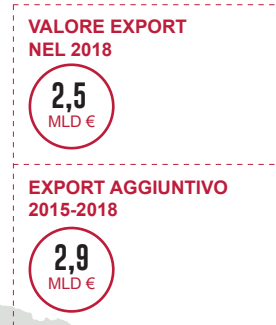 VALORE EXPORT
NEL 2018
2,5
MLD €
EXPORT AGGIUNTIVO
2015-2018
2,9
MLD €